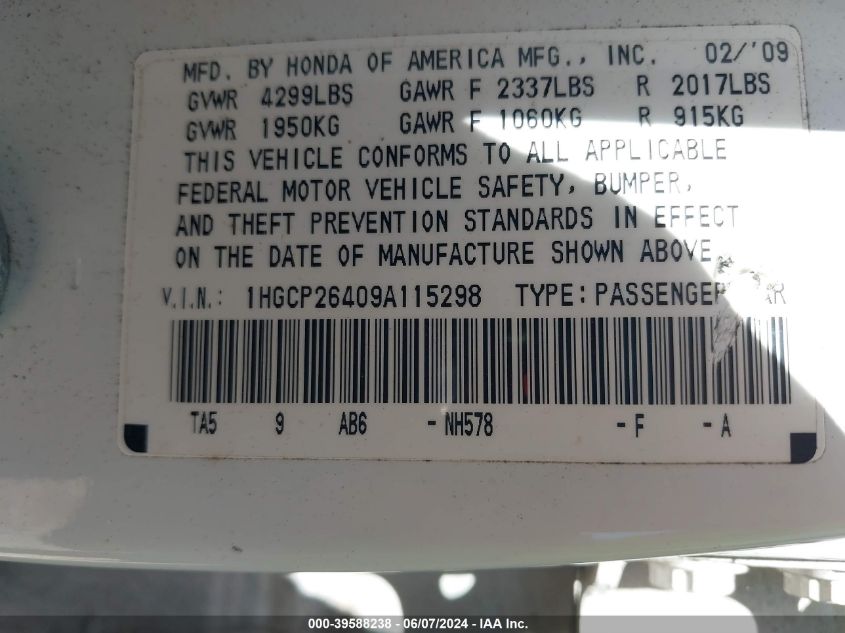 MFD. BY HONDA OF AMERICA MFG., INC. 02/'09
GVWR 4299LBS GAWR F 2337LBS R 2017LBS
GVWR 1950KG GAWR F 1060KG R 915KG
THIS VEHICLE CONFORMS TO ALL APPLICABLE
FEDERAL MOTOR VEHICLE SAFETY, BUMPER,
AND THEFT PREVENTION STANDARDS IN EFFECT
ON THE DATE OF MANUFACTURE SHOWN ABOVE.
V.I.N.: 1HGCP26409A115298 TYPE: PASSENGER CAR
TA5 9 AB6 -NH578 -F -A
000-39588238 - 06/07/2024 - IAA Inc.